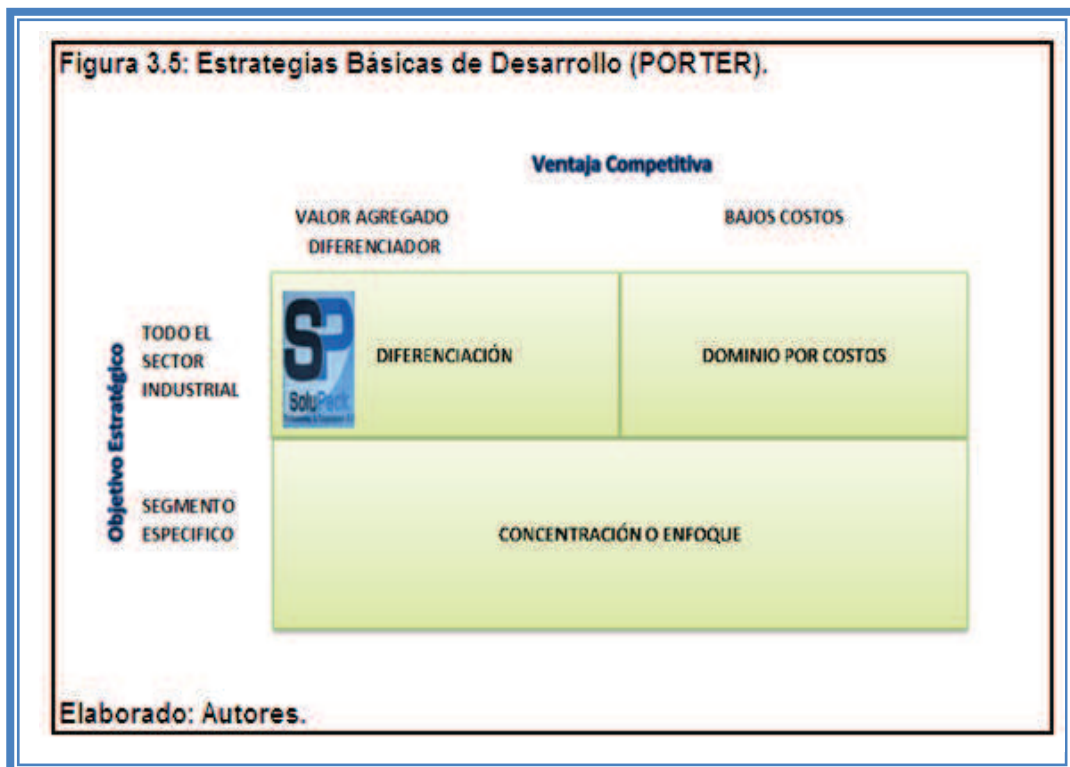 Figura 3.5: Estrategias Básicas de Desarrollo (PORTER).
Ventaja Competitiva
VALOR AGREGADO
DIFERENCIADOR
BAJOS COSTOS
Objetivo Estratégico
TODO EL
SECTOR
INDUSTRIAL
SP
SoluPack
DIFERENCIACIÓN
DOMINIO POR COSTOS
SEGMENTO
ESPECIFICO
CONCENTRACIÓN O ENFOQUE
Elaborado: Autores.